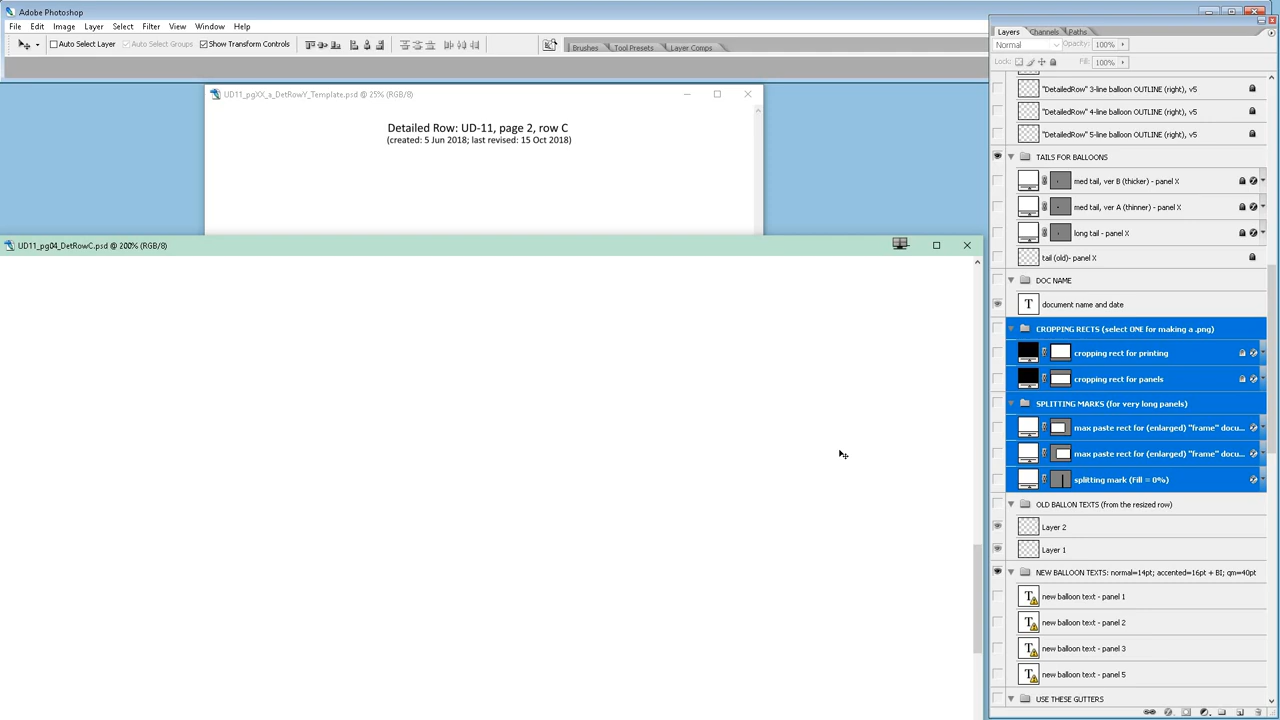 Adobe Photoshop
File Edit Image Layer Select Filter View Window Help
Auto Select Layer Auto Select Groups Show Transform Controls
Brushes Tool Presets Layer Comps
Layers Channels Paths
Normal Opacity: 100%
Lock: Fill: 100%
"DetailedRow" 3-line balloon OUTLINE (right), v5
"DetailedRow" 4-line balloon OUTLINE (right), v5
"DetailedRow" 5-line balloon OUTLINE (right), v5
TAILS FOR BALLOONS
med tail, ver B (thicker) - panel X
med tail, ver A (thinner) - panel X
long tail - panel X
tail (old)- panel X
DOC NAME
T document name and date
CROPPING RECTS (select ONE for making a .png)
cropping rect for printing
cropping rect for panels
SPLITTING MARKS (for very long panels)
max paste rect for (enlarged) "frame" docu...
max paste rect for (enlarged) "frame" docu...
splitting mark (Fill = 0%)
OLD BALLON TEXTS (from the resized row)
Layer 2
Layer 1
NEW BALLOON TEXTS: normal=14pt; accented=16pt + BI; qm=40pt
T new balloon text - panel 1
T new balloon text - panel 2
T new balloon text - panel 3
T new balloon text - panel 5
USE THESE GUTTERS
UD11_pgXX_a_DetRowY_Template.psd @ 25% (RGB/8)
Detailed Row: UD-11, page 2, row C
(created: 5 Jun 2018; last revised: 15 Oct 2018)
UD11_pg04_DetRowC.psd @ 200% (RGB/8)